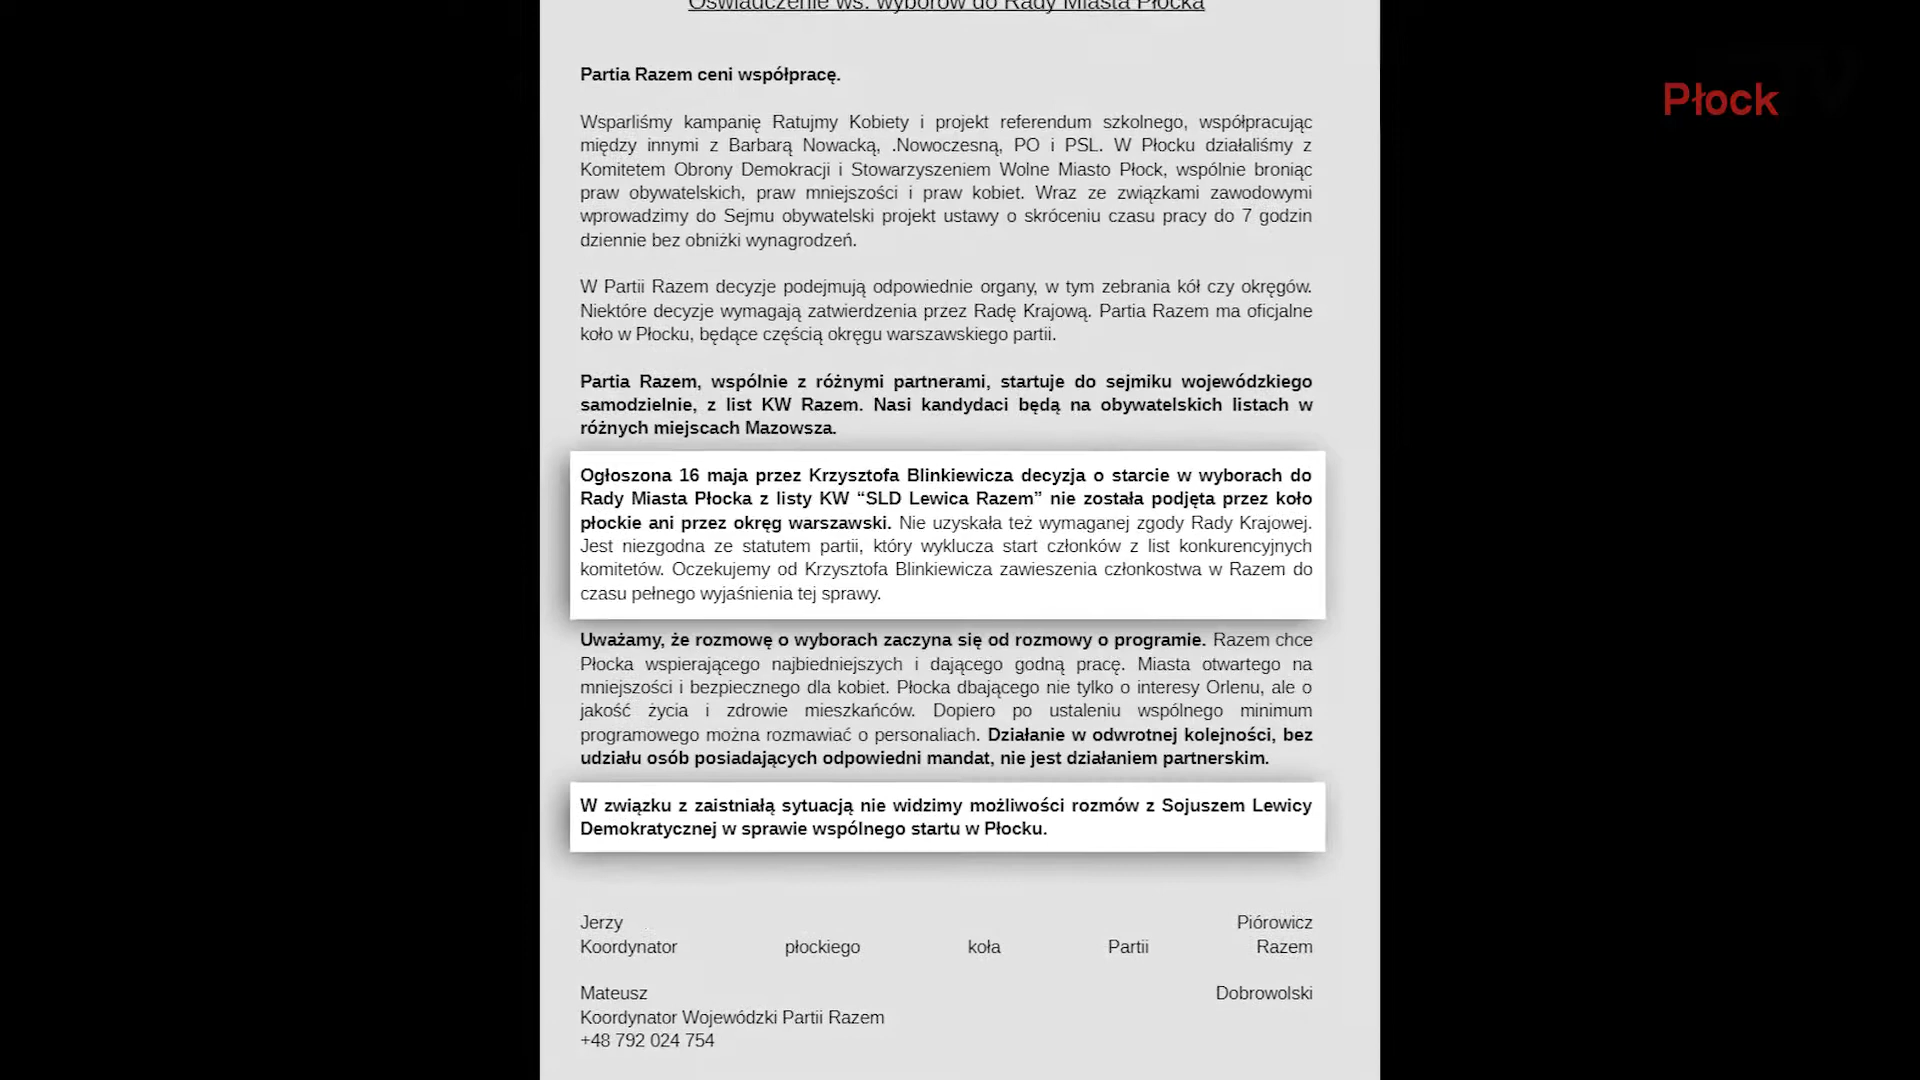 Oświadczenie ws. wyborów do Rady Miasta Płocka
Płock TV
Partia Razem ceni współpracę.
Wsparliśmy kampanię Ratujmy Kobiety i projekt referendum szkolnego, współpracując
między innymi z Barbarą Nowacką, .Nowoczesną, PO i PSL. W Płocku działaliśmy z
Komitetem Obrony Demokracji i Stowarzyszeniem Wolne Miasto Płock, wspólnie broniąc
praw obywatelskich, praw mniejszości i praw kobiet. Wraz ze związkami zawodowymi
wprowadzimy do Sejmu obywatelski projekt ustawy o skróceniu czasu pracy do 7 godzin
dziennie bez obniżki wynagrodzeń.
W Partii Razem decyzje podejmują odpowiednie organy, w tym zebrania kół czy okręgów.
Niektóre decyzje wymagają zatwierdzenia przez Radę Krajową. Partia Razem ma oficjalne
koło w Płocku, będące częścią okręgu warszawskiego partii.
Partia Razem, wspólnie z różnymi partnerami, startuje do sejmiku wojewódzkiego
samodzielnie, z list KW Razem. Nasi kandydaci będą na obywatelskich listach w
różnych miejscach Mazowsza.
Ogłoszona 16 maja przez Krzysztofa Blinkiewicza decyzja o starcie w wyborach do
Rady Miasta Płocka z listy KW “SLD Lewica Razem” nie została podjęta przez koło
płockie ani przez okręg warszawski. Nie uzyskała też wymaganej zgody Rady Krajowej.
Jest niezgodna ze statutem partii, który wyklucza start członków z list konkurencyjnych
komitetów. Oczekujemy od Krzysztofa Blinkiewicza zawieszenia członkostwa w Razem do
czasu pełnego wyjaśnienia tej sprawy.
Uważamy, że rozmowę o wyborach zaczyna się od rozmowy o programie. Razem chce
Płocka wspierającego najbiedniejszych i dającego godną pracę. Miasta otwartego na
mniejszości i bezpiecznego dla kobiet. Płocka dbającego nie tylko o interesy Orlenu, ale o
jakość życia i zdrowie mieszkańców. Dopiero po ustaleniu wspólnego minimum
programowego można rozmawiać o personaliach. Działanie w odwrotnej kolejności, bez
udziału osób posiadających odpowiedni mandat, nie jest działaniem partnerskim.
W związku z zaistniałą sytuacją nie widzimy możliwości rozmów z Sojuszem Lewicy
Demokratycznej w sprawie wspólnego startu w Płocku.
Jerzy Piórowicz
Koordynator płockiego koła Partii Razem
Mateusz Dobrowolski
Koordynator Wojewódzki Partii Razem
+48 792 024 754